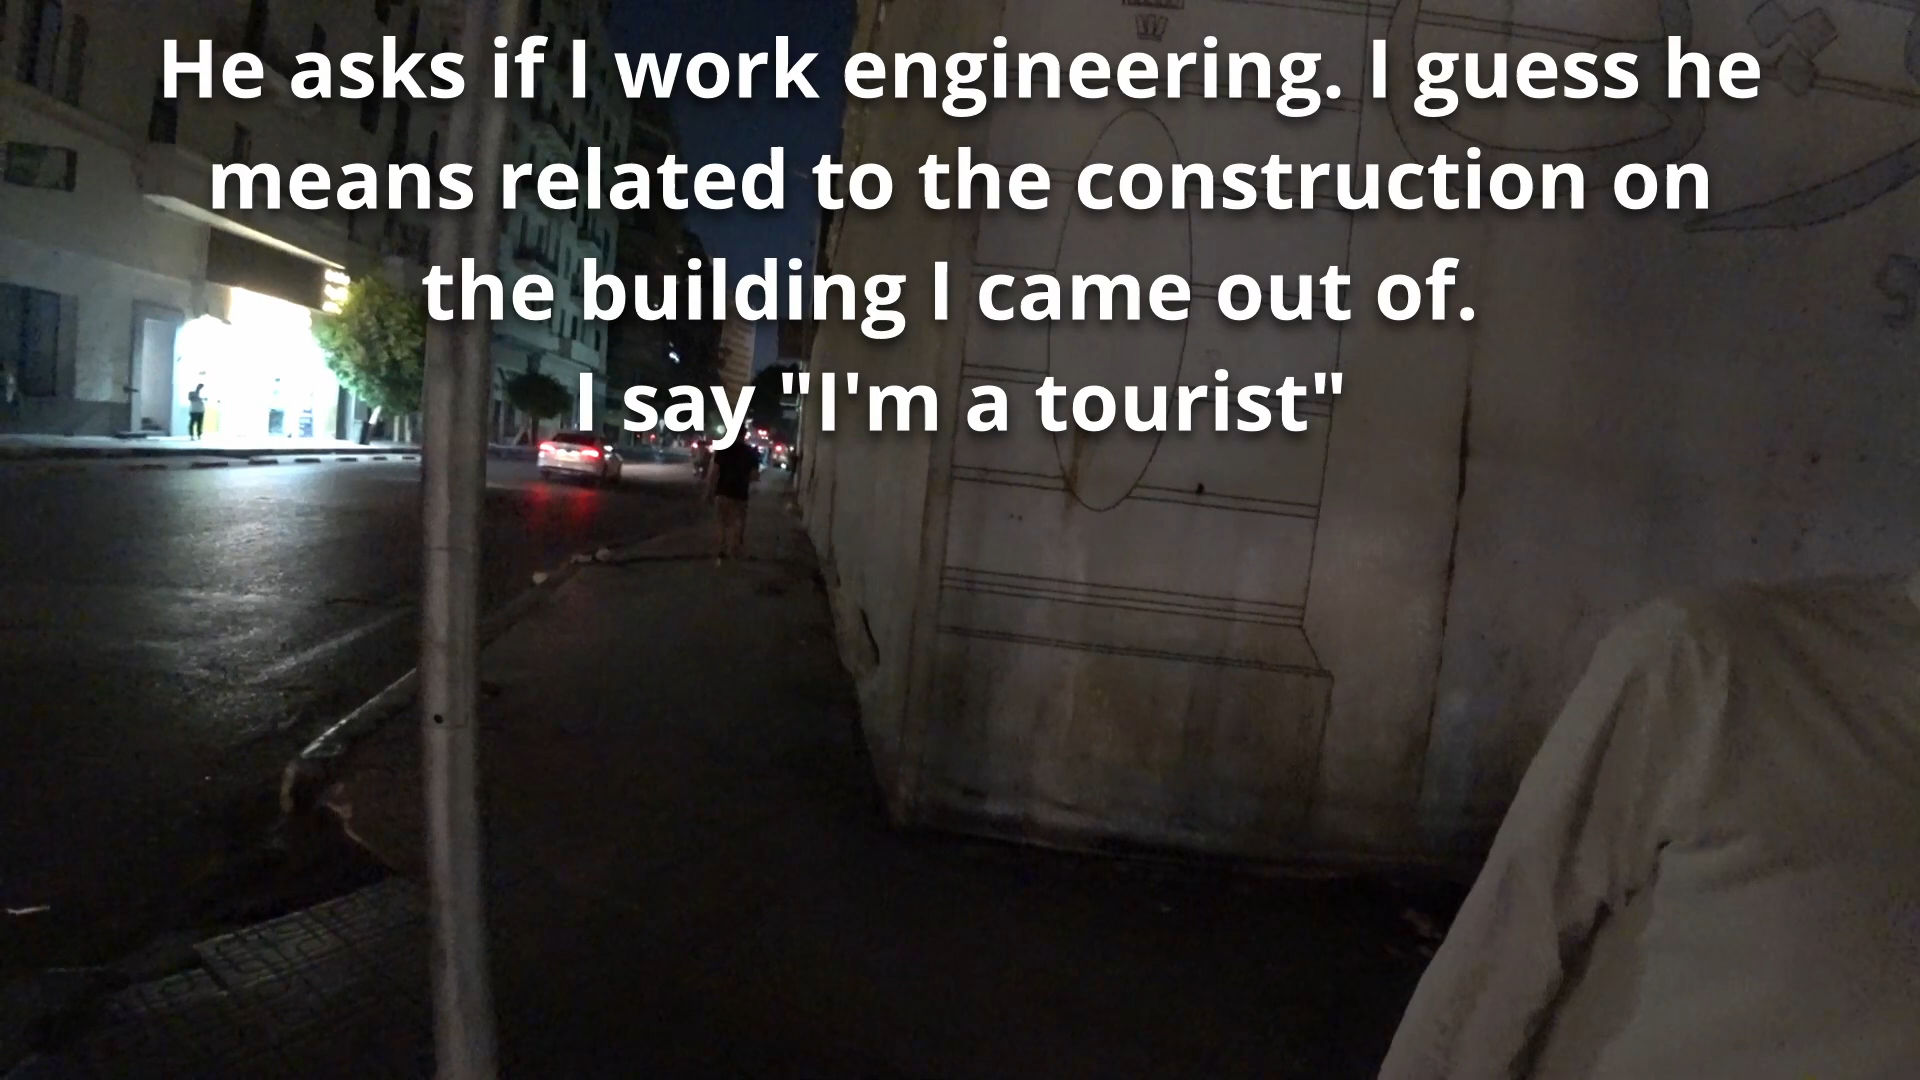 He asks if I work engineering. I guess he
means related to the construction on
the building I came out of.
I say "I'm a tourist"